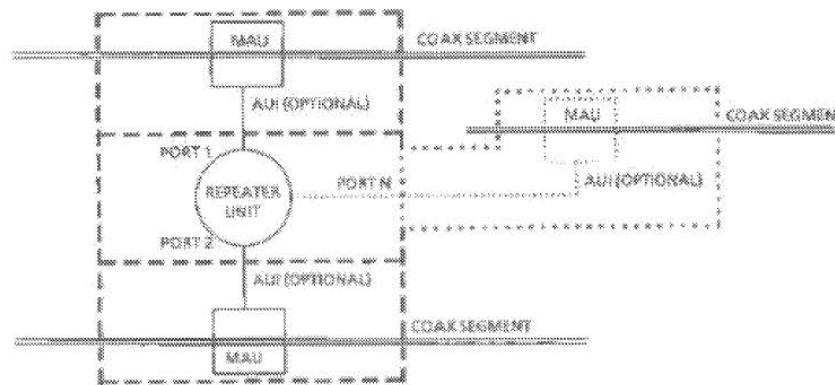 MAU
COAX SEGMENT
AUI (OPTIONAL)
MAU
COAX SEGMENT
PORT 1
AUI (OPTIONAL)
REPEATER
UNIT
PORT N
PORT 2
AUI (OPTIONAL)
COAX SEGMENT
MAU